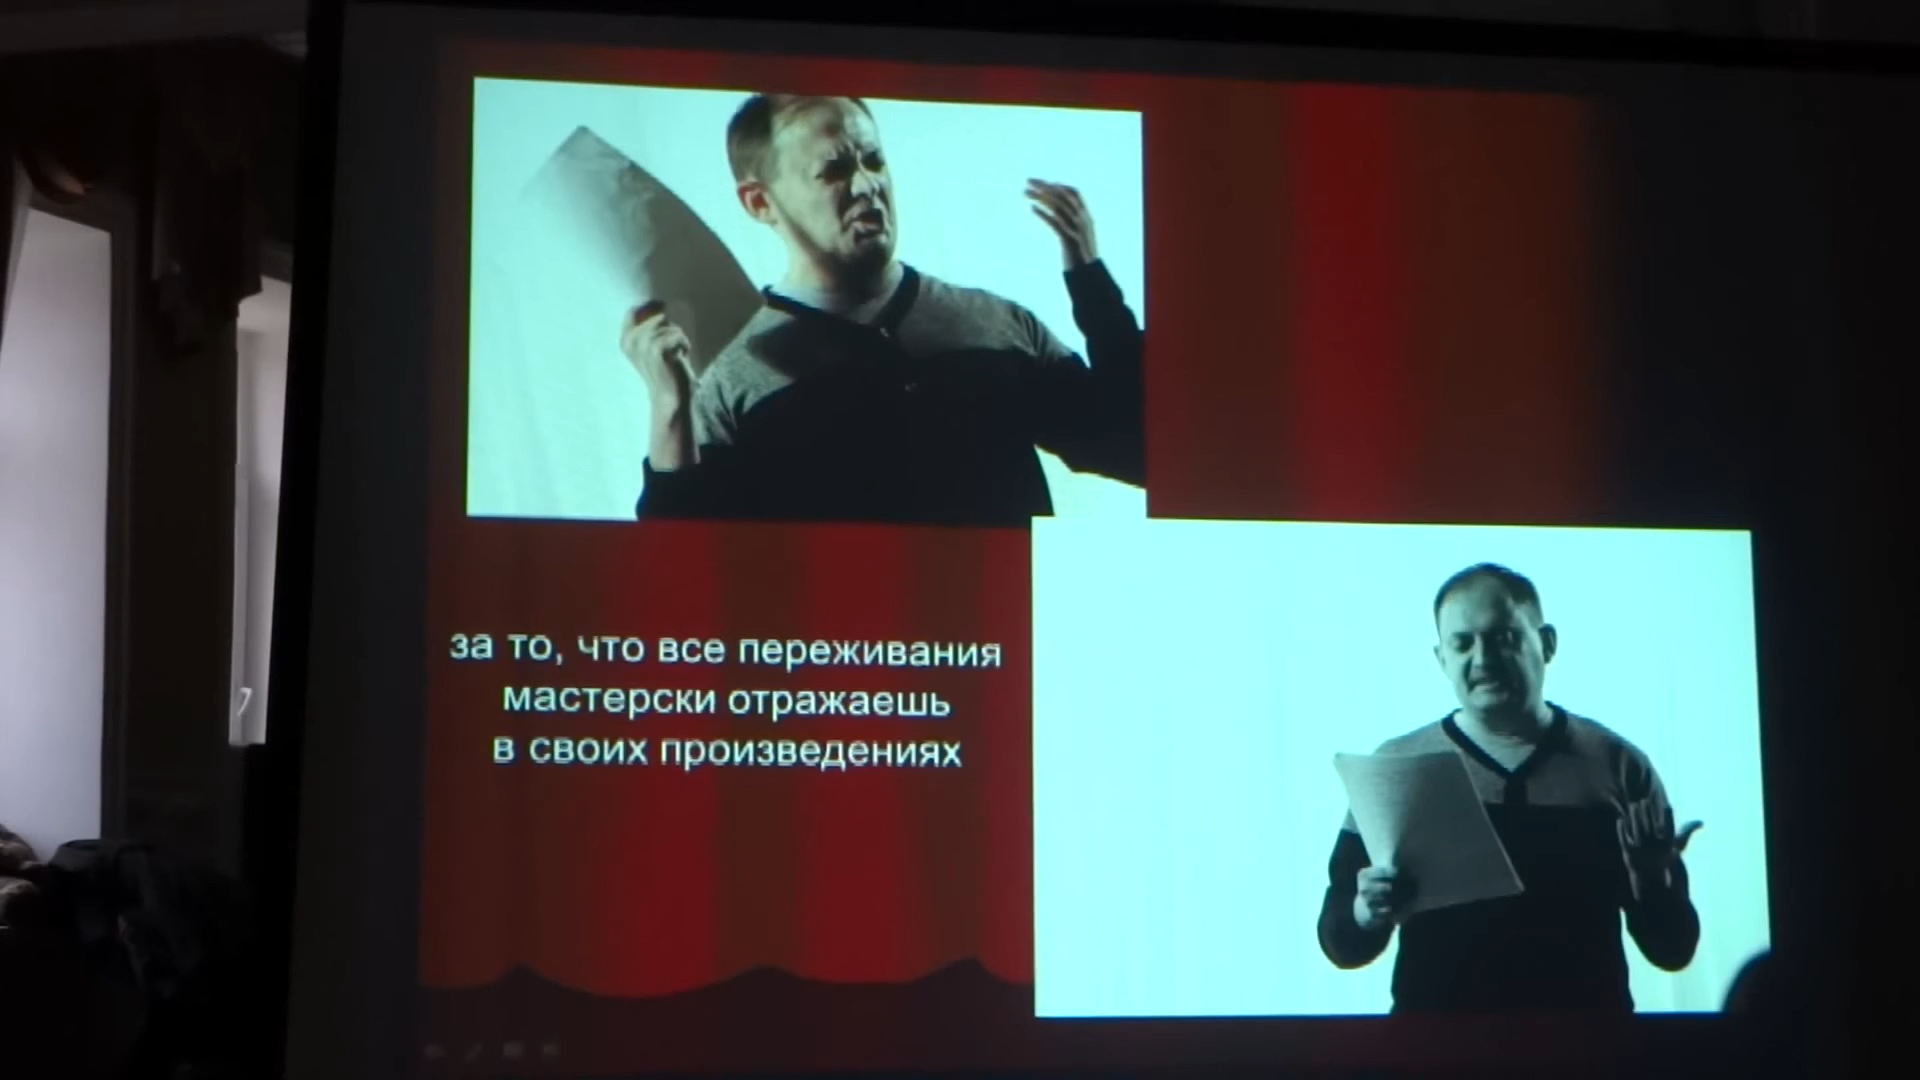 за то, что все переживания
мастерски отражаешь
в своих произведениях